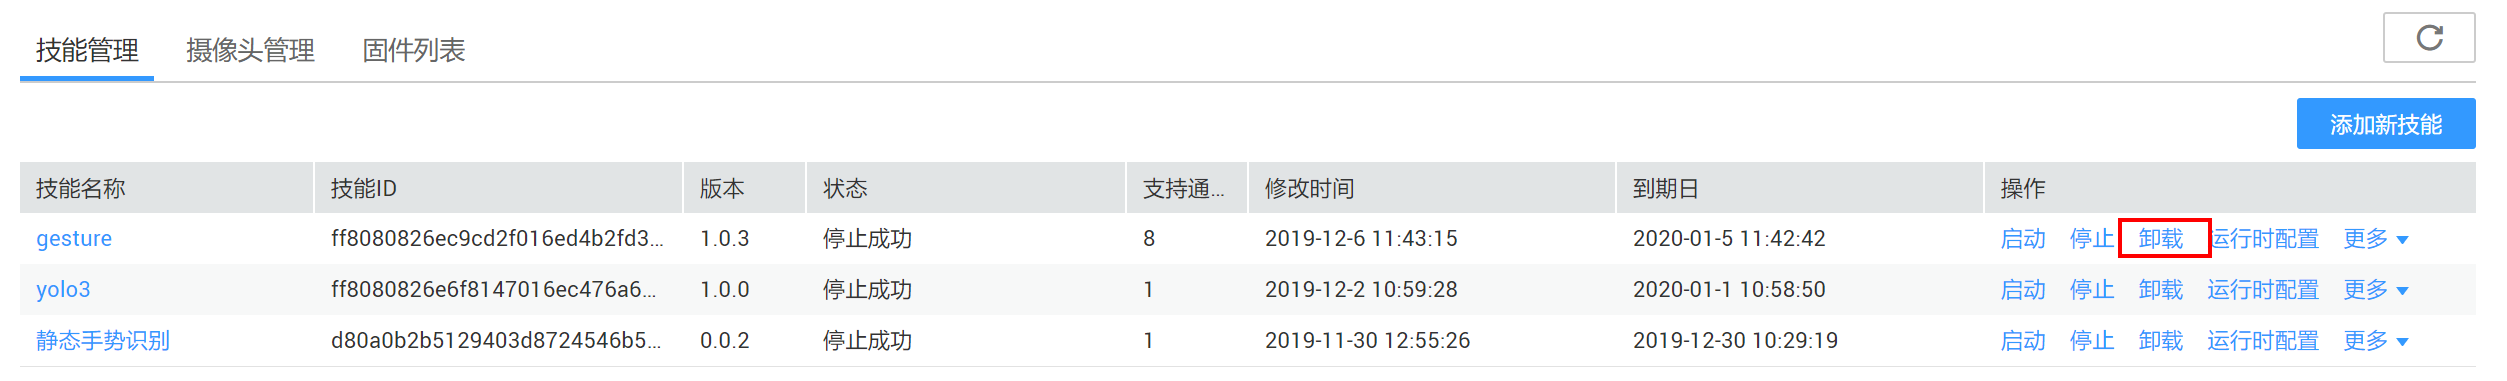 技能管理 摄像头管理 固件列表
添加新技能
技能名称 技能ID 版本 状态 支持通... 修改时间 到期日 操作
gesture ff8080826ec9cd2f016ed4b2fd3... 1.0.3 停止成功 8 2019-12-6 11:43:15 2020-01-5 11:42:42 启动 停止 卸载 运行时配置 更多
yolo3 ff8080826e6f8147016ec476a6... 1.0.0 停止成功 1 2019-12-2 10:59:28 2020-01-1 10:58:50 启动 停止 卸载 运行时配置 更多
静态手势识别 d80a0b2b5129403d8724546b5... 0.0.2 停止成功 1 2019-11-30 12:55:26 2019-12-30 10:29:19 启动 停止 卸载 运行时配置 更多